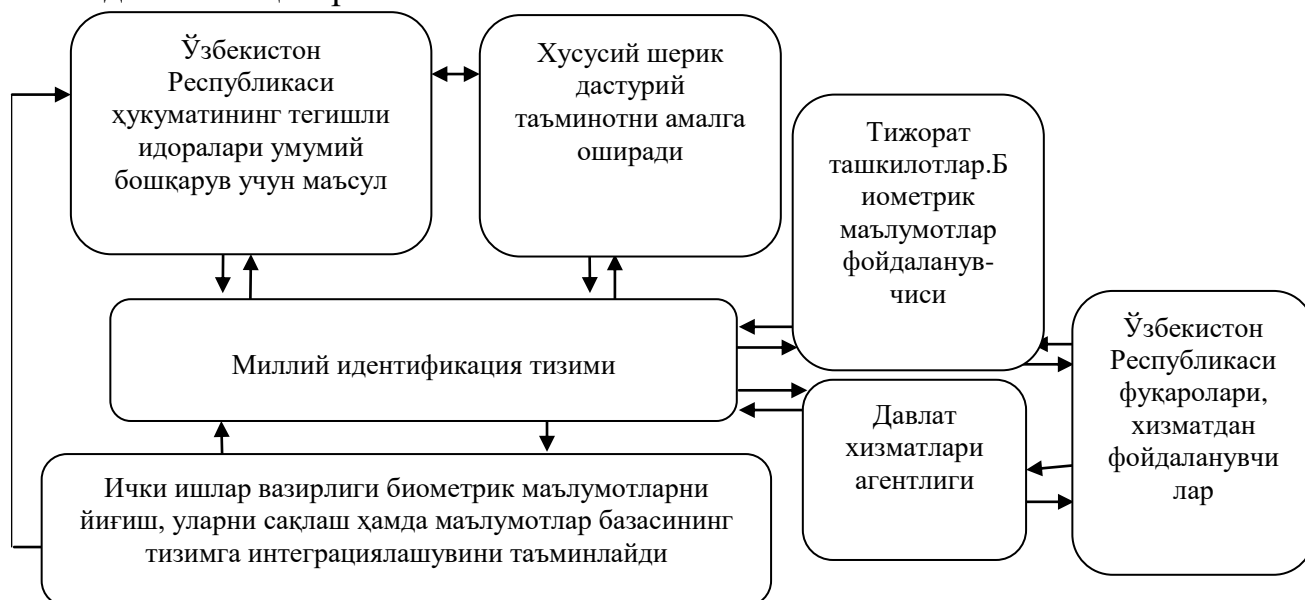 Ўзбекистон
Республикаси
ҳукуматининг тегишли
идоралари умумий
бошқарув учун маъсул
Хусусий шерик
дастурий
таъминотни амалга
оширади
Тижорат
ташкилотлар.Б
иометрик
маълумотлар
фойдаланув-
чиси
Миллий идентификация тизими
Ўзбекистон
Республикаси
фуқаролари,
хизматдан
фойдаланувчи
лар
Давлат
хизматлари
агентлиги
Ички ишлар вазирлиги биометрик маълумотларни
йиғиш, уларни сақлаш ҳамда маълумотлар базасининг
тизимга интеграциялашувини таъминлайди